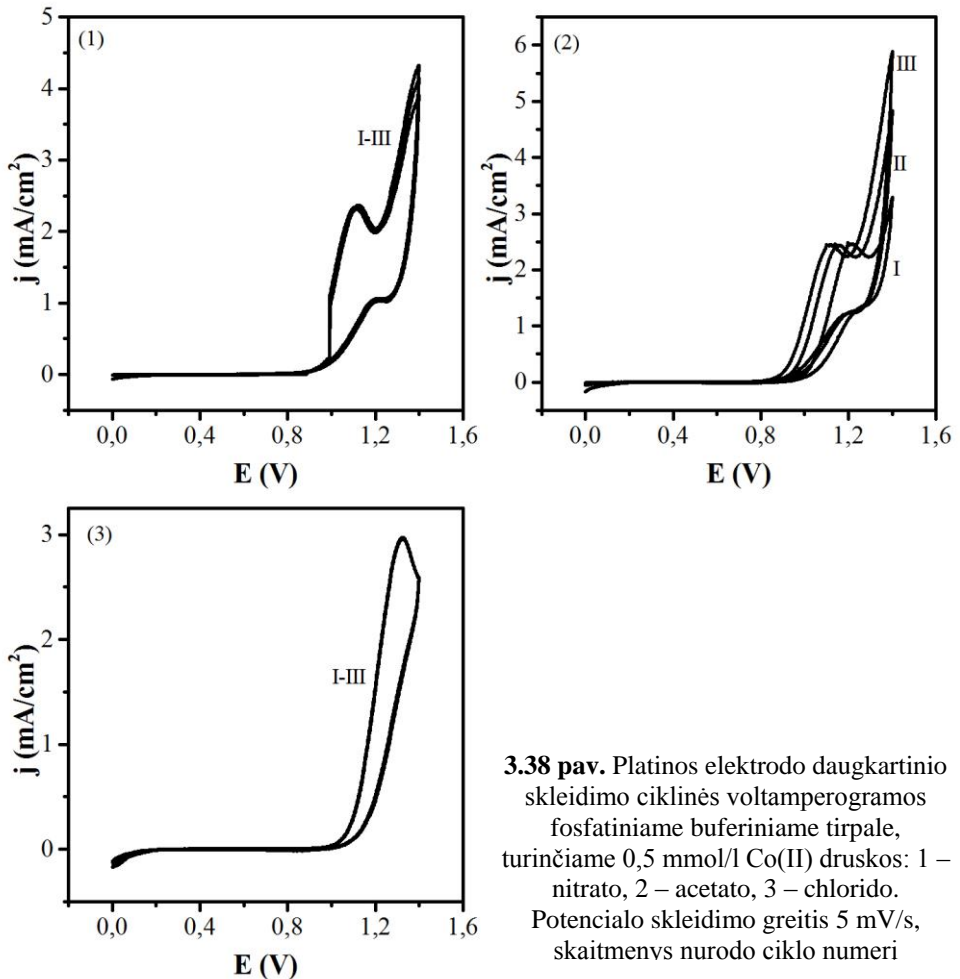 (1)
5
4
3
2
1
0
j (mA/cm²)
I-III
0,0 0,4 0,8 1,2 1,6
E (V)
(2)
6
5
4
3
2
1
0
j (mA/cm²)
III
II
I
0,0 0,4 0,8 1,2 1,6
E (V)
(3)
3
2
1
0
j (mA/cm²)
I-III
0,0 0,4 0,8 1,2 1,6
E (V)
3.38 pav. Platinos elektrodo daugkartinio
skleidimo ciklinės voltamperogramos
fosfatiniame buferiniame tirpale,
turinčiame 0,5 mmol/l Co(II) druskos: 1 –
nitrato, 2 – acetato, 3 – chlorido.
Potencialo skleidimo greitis 5 mV/s,
skaitmenys nurodo ciklo numeri